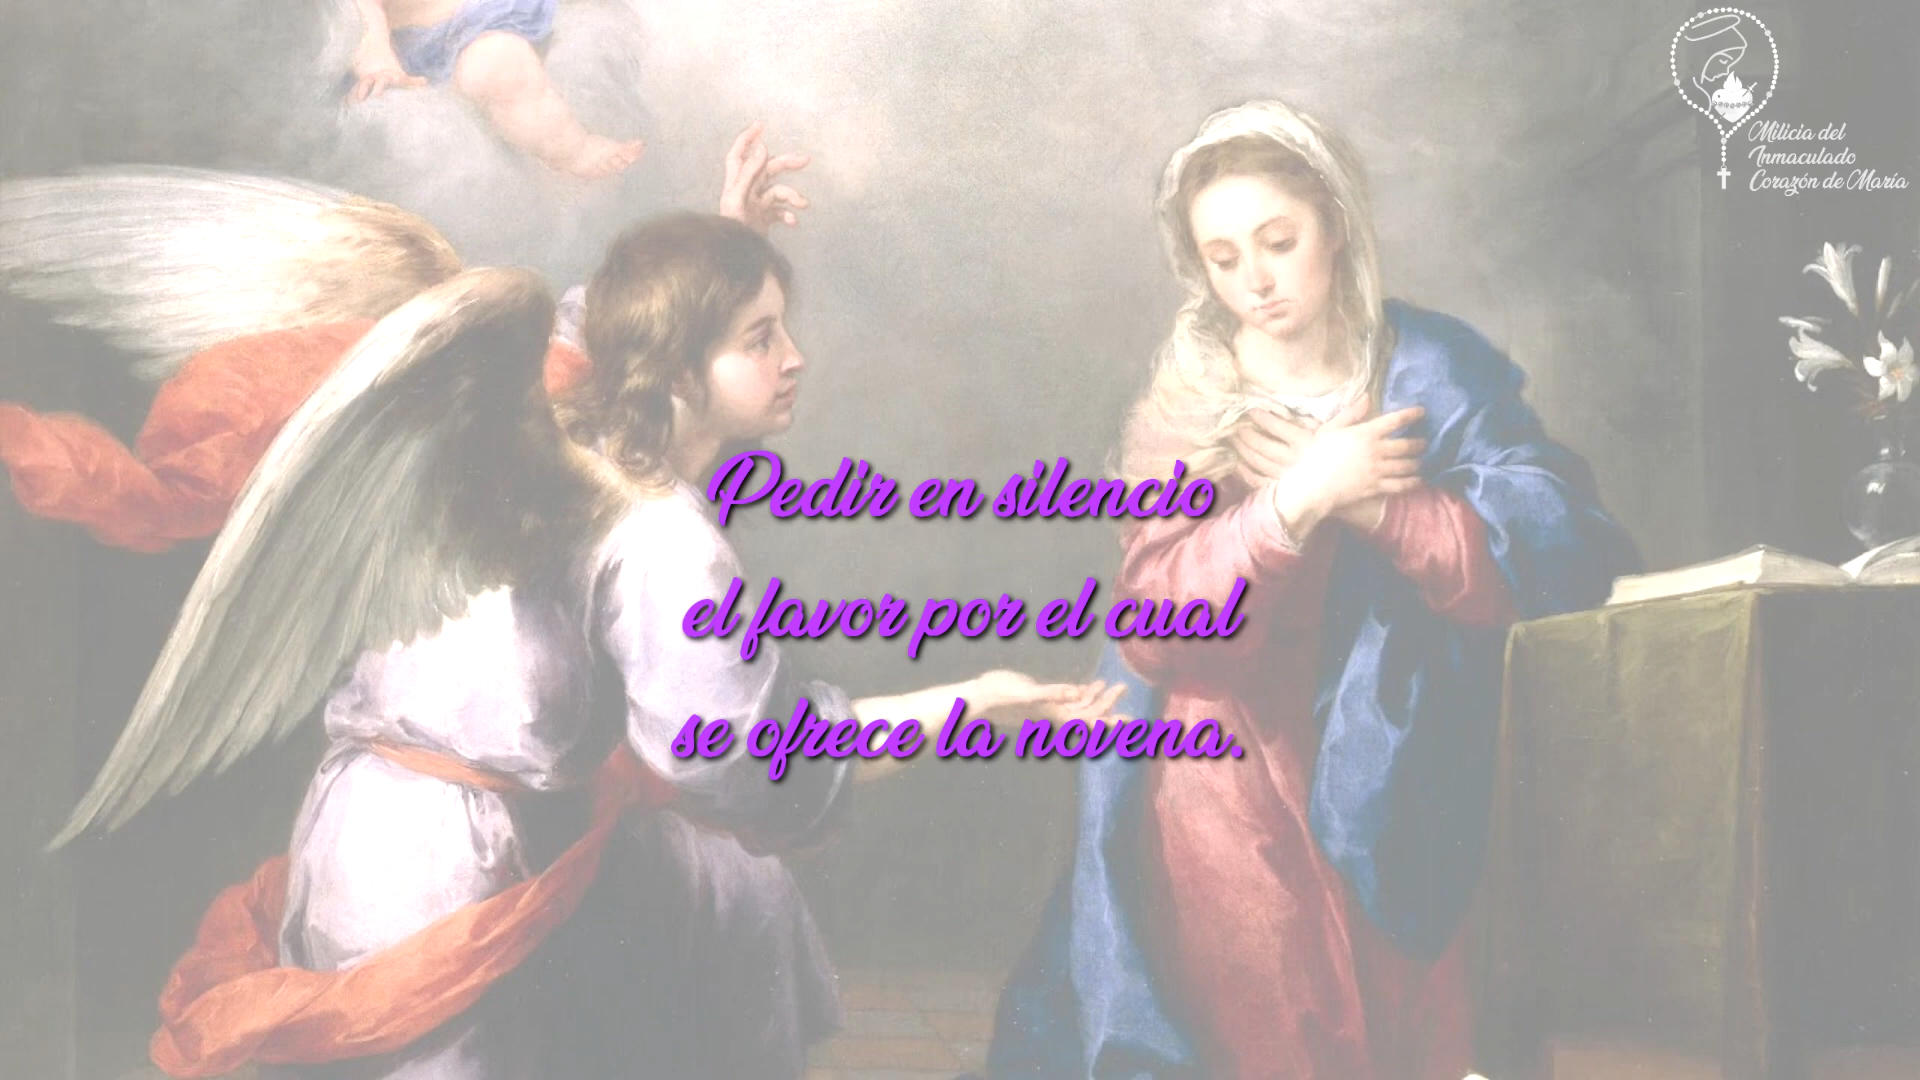 Milicia del
Inmaculado
Corazón de María
Pedir en silencio
el favor por el cual
se ofrece la novena.